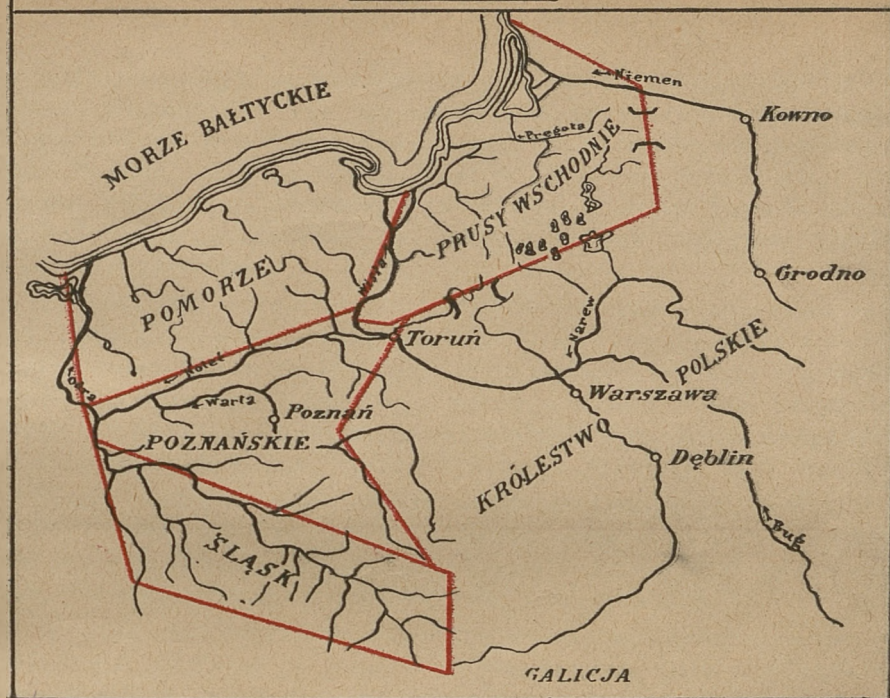 MORZE BAŁTYCKIE
Niemen
Kowno
Pregoła
PRUSY WSCHODNIE
Grodno
POMORZE
Wisła
Toruń
Narew
POLSKIE
Noteć
Odra
Warta
Poznań
Warszawa
POZNAŃSKIE
KRÓLESTWO
Dęblin
ŚLĄSK
Bug
GALICJA